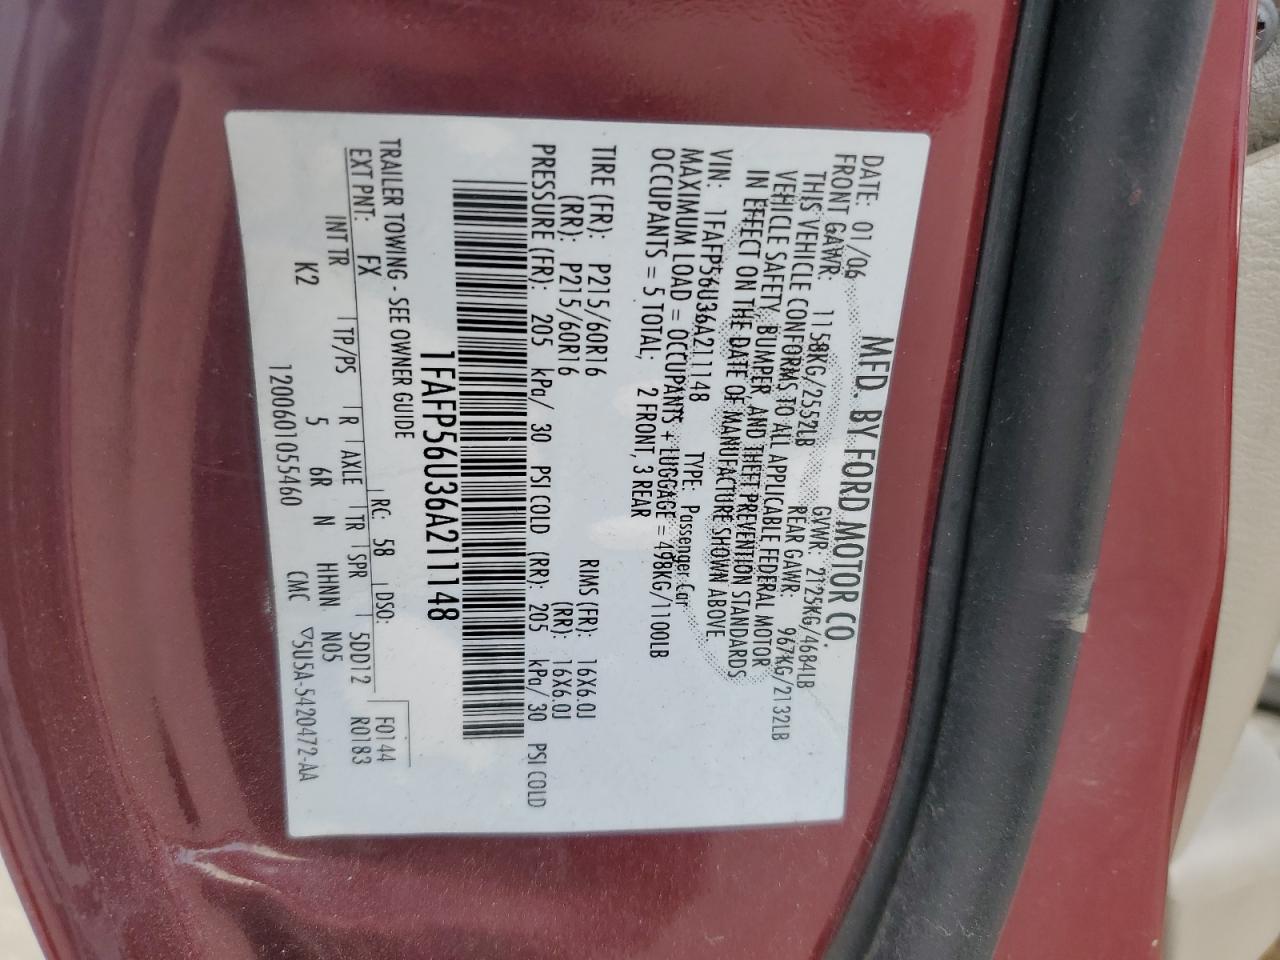 MFD. BY FORD MOTOR CO.
DATE: 01/06 GVWR: 2125KG/4684LB
FRONT GAWR: 1158KG/2552LB REAR GAWR: 967KG/2132LB
THIS VEHICLE CONFORMS TO ALL APPLICABLE FEDERAL MOTOR
VEHICLE SAFETY, BUMPER, AND THEFT PREVENTION STANDARDS
IN EFFECT ON THE DATE OF MANUFACTURE SHOWN ABOVE.
VIN: 1FAFP56U36A211148 TYPE: Passenger Car
MAXIMUM LOAD = OCCUPANTS + LUGGAGE = 498KG/1100LB
OCCUPANTS = 5 TOTAL; 2 FRONT, 3 REAR
TIRE (FR): P215/60R16 RIMS (FR): 16X6.0J
(RR): P215/60R16 (RR): 16X6.0J
PRESSURE (FR): 205 kPa/ 30 PSI COLD (RR): 205 kPa/ 30 PSI COLD
1FAFP56U36A211148
TRAILER TOWING - SEE OWNER GUIDE
F0144
EXT PNT: FX RC: 58 DSO: 5DD112 R0183
INT TR TP/PS R AXLE TR SPR
K2 5 6R N HHNN N05
1200601055460 CMC ▽5U5A-5420472-AA